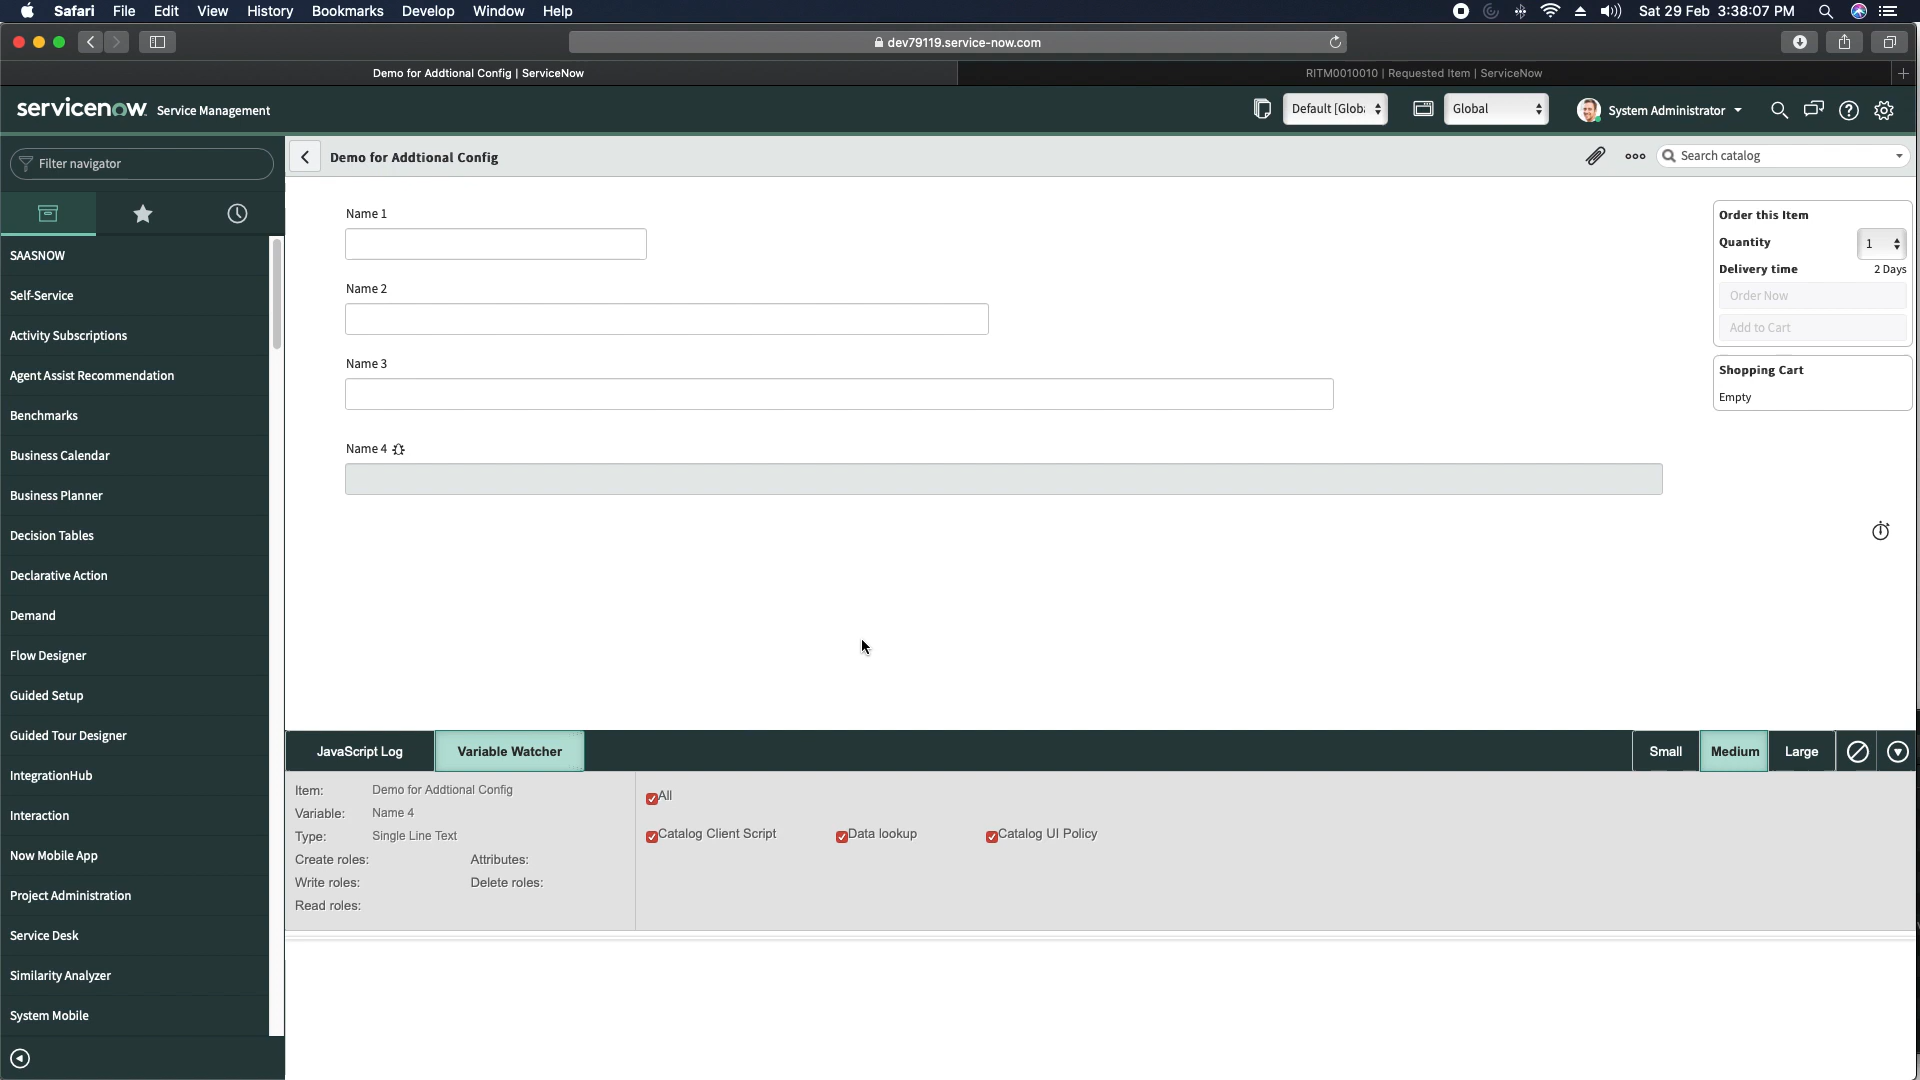 Safari File Edit View History Bookmarks Develop Window Help Sat 29 Feb 3:38:07 PM
dev79119.service-now.com
Demo for Addtional Config | ServiceNow RITM0010010 | Requested Item | ServiceNow
servicenow Service Management Default [Globa Global System Administrator
Filter navigator
Demo for Addtional Config
Search catalog
SAASNOW
Self-Service
Activity Subscriptions
Agent Assist Recommendation
Benchmarks
Business Calendar
Business Planner
Decision Tables
Declarative Action
Demand
Flow Designer
Guided Setup
Guided Tour Designer
IntegrationHub
Interaction
Now Mobile App
Project Administration
Service Desk
Similarity Analyzer
System Mobile
Name 1
Name 2
Name 3
Name 4
Order this Item
Quantity 1
Delivery time 2 Days
Order Now
Add to Cart
Shopping Cart
Empty
JavaScript Log Variable Watcher Small Medium Large
Item: Demo for Addtional Config
Variable: Name 4
Type: Single Line Text
Create roles: Attributes:
Write roles: Delete roles:
Read roles:
All
Catalog Client Script Data lookup Catalog UI Policy